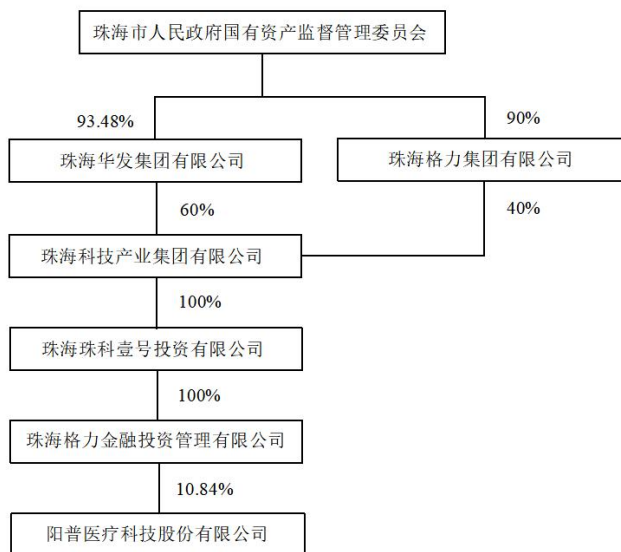 珠海市人民政府国有资产监督管理委员会
93.48%
90%
珠海华发集团有限公司
珠海格力集团有限公司
60%
40%
珠海科技产业集团有限公司
100%
珠海珠科壹号投资有限公司
100%
珠海格力金融投资管理有限公司
10.84%
阳普医疗科技股份有限公司